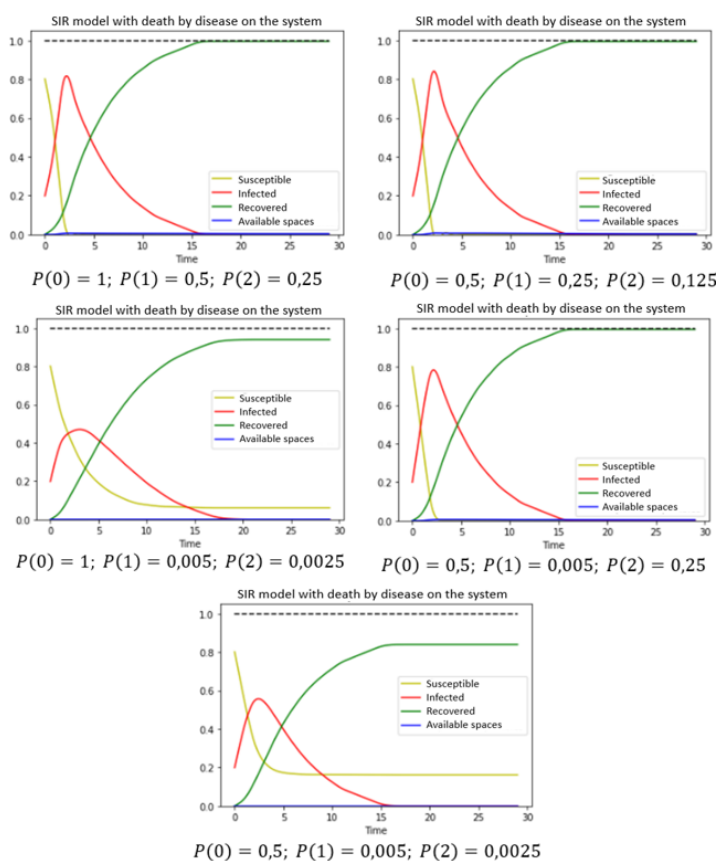 SIR model with death by disease on the system
1.0
0.8
0.6
0.4
0.2
0.0
Susceptible
Infected
Recovered
Available spaces
0 5 10 15 20 25 30
Time
P(0) = 1; P(1) = 0,5; P(2) = 0,25
SIR model with death by disease on the system
1.0
0.8
0.6
0.4
0.2
0.0
Susceptible
Infected
Recovered
Available spaces
0 5 10 15 20 25 30
Time
P(0) = 0,5; P(1) = 0,25; P(2) = 0,125
SIR model with death by disease on the system
1.0
0.8
0.6
0.4
0.2
0.0
Susceptible
Infected
Recovered
Available spaces
0 5 10 15 20 25 30
Time
P(0) = 1; P(1) = 0,005; P(2) = 0,0025
SIR model with death by disease on the system
1.0
0.8
0.6
0.4
0.2
0.0
Susceptible
Infected
Recovered
Available spaces
0 5 10 15 20 25 30
Time
P(0) = 0,5; P(1) = 0,005; P(2) = 0,25
SIR model with death by disease on the system
1.0
0.8
0.6
0.4
0.2
0.0
Susceptible
Infected
Recovered
Available spaces
0 5 10 15 20 25 30
Time
P(0) = 0,5; P(1) = 0,005; P(2) = 0,0025